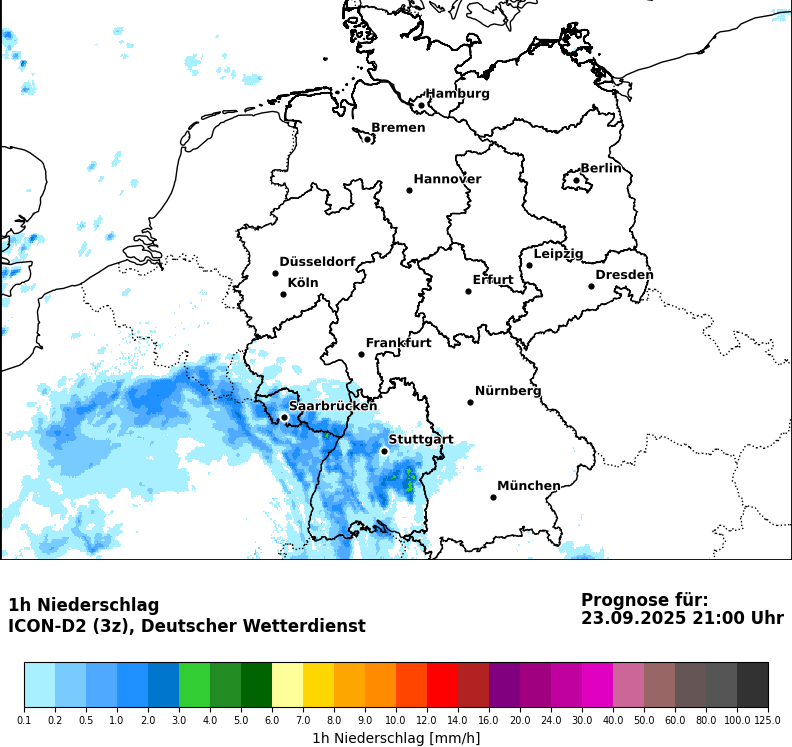 Hamburg
Bremen
Berlin
Hannover
Düsseldorf
Leipzig
Köln
Erfurt
Dresden
Frankfurt
Nürnberg
Saarbrücken
Stuttgart
München
1h Niederschlag
ICON-D2 (3z), Deutscher Wetterdienst
Prognose für:
23.09.2025 21:00 Uhr
0.1 0.2 0.5 1.0 2.0 3.0 4.0 5.0 6.0 7.0 9.0 10.0 12.0 14.0 16.0 20.0 24.0 30.0 40.0 50.0 60.0 80.0 100.0 125.0
1h Niederschlag [mm/h]